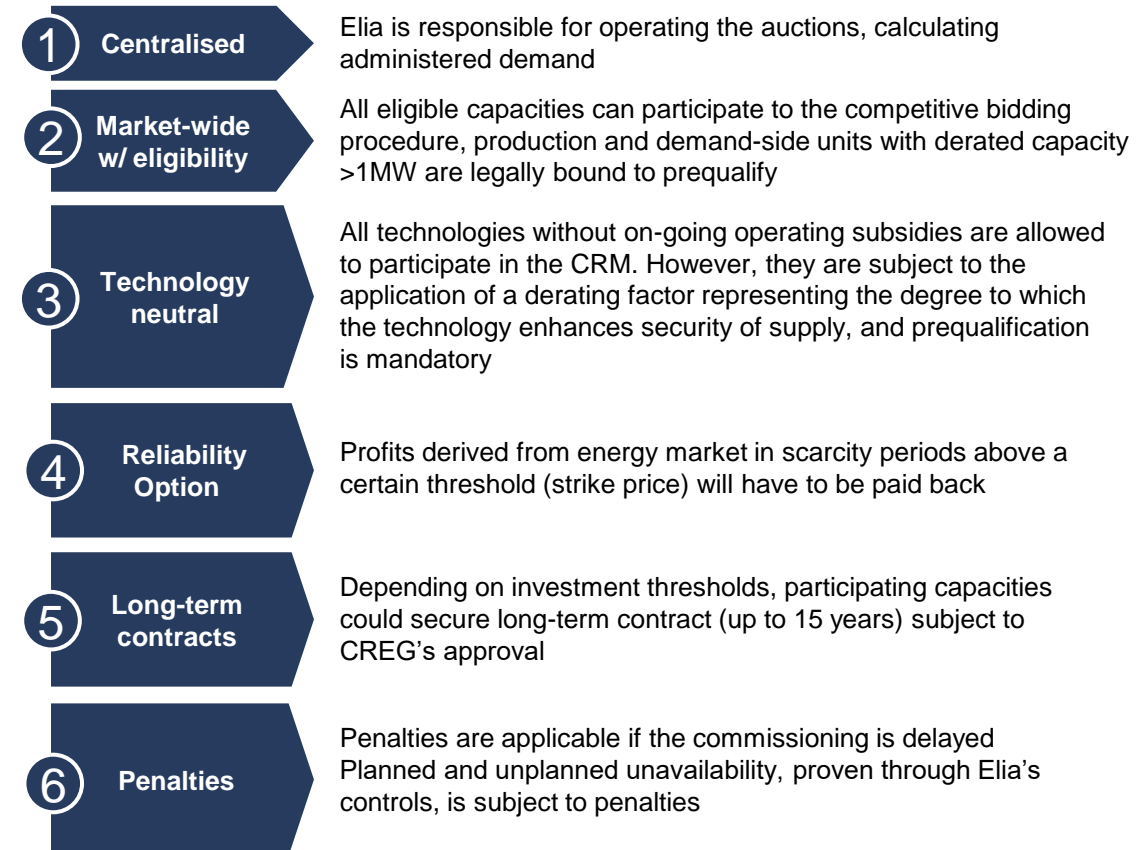 1
Centralised
Elia is responsible for operating the auctions, calculating
administered demand
2
Market-wide
w/ eligibility
All eligible capacities can participate to the competitive bidding
procedure, production and demand-side units with derated capacity
>1MW are legally bound to prequalify
3
Technology
neutral
All technologies without on-going operating subsidies are allowed
to participate in the CRM. However, they are subject to the
application of a derating factor representing the degree to which
the technology enhances security of supply, and prequalification
is mandatory
4
Reliability
Option
Profits derived from energy market in scarcity periods above a
certain threshold (strike price) will have to be paid back
5
Long-term
contracts
Depending on investment thresholds, participating capacities
could secure long-term contract (up to 15 years) subject to
CREG’s approval
6
Penalties
Penalties are applicable if the commissioning is delayed
Planned and unplanned unavailability, proven through Elia’s
controls, is subject to penalties